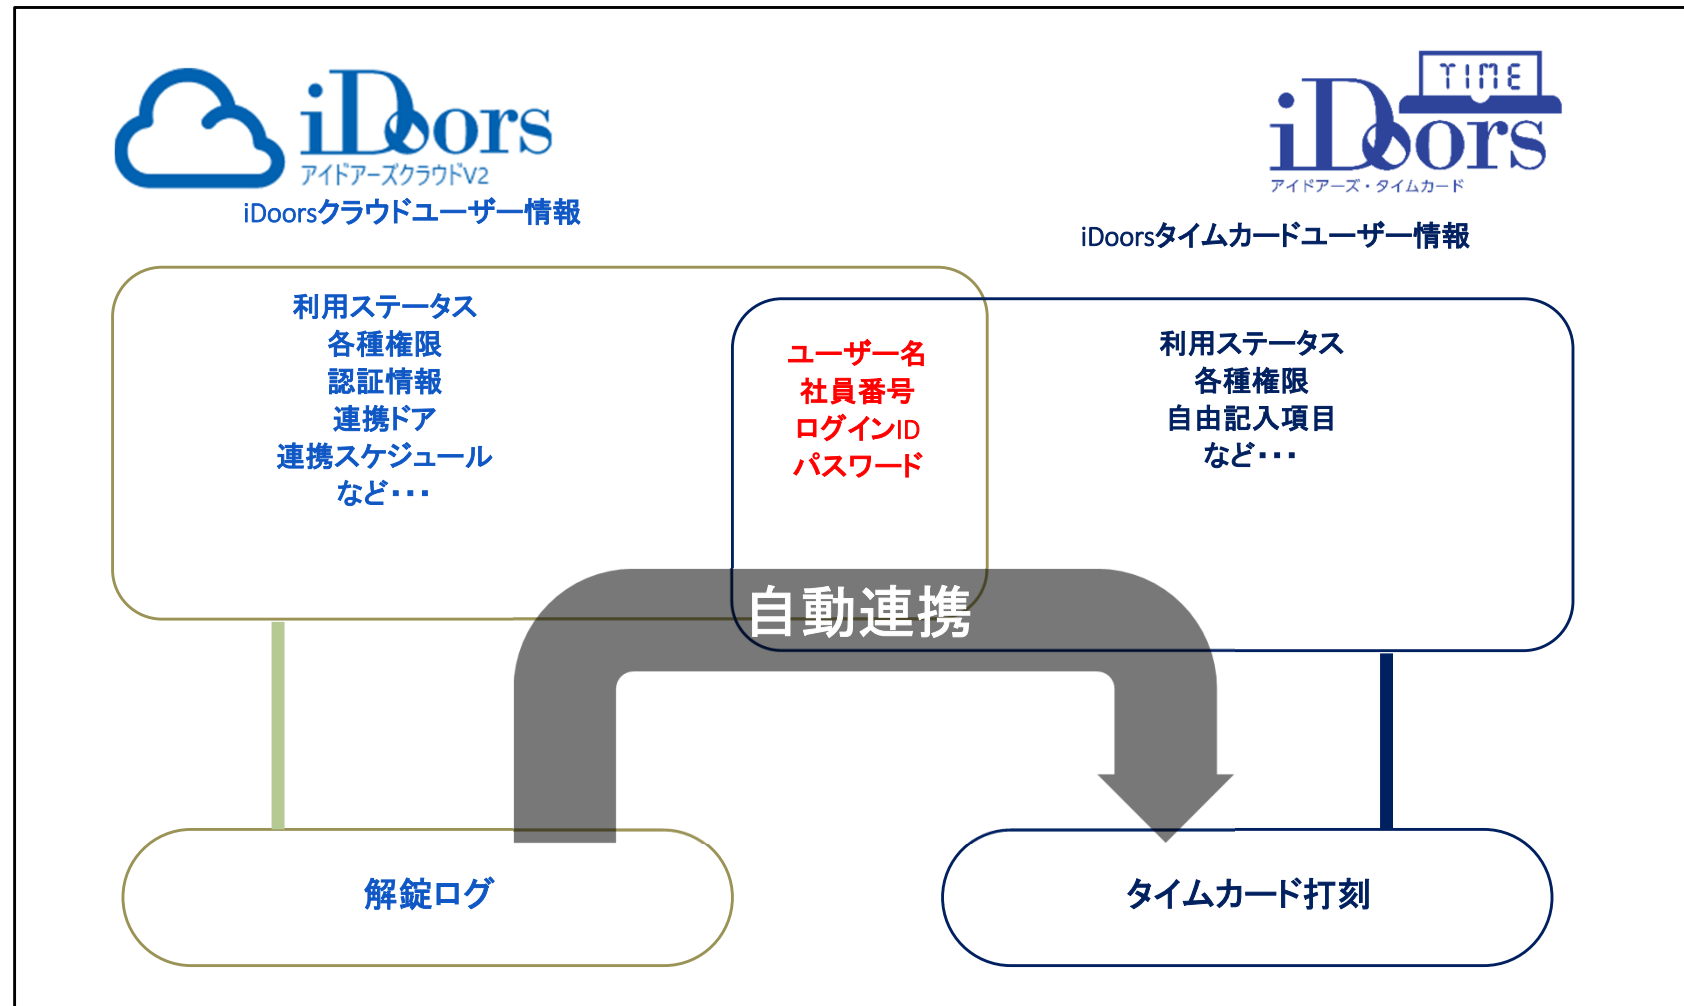 iDoors
アイドアーズクラウドV2
iDoorsクラウドユーザー情報
TIME
iDoors
アイドアーズ・タイムカード
iDoorsタイムカードユーザー情報
利用ステータス
各種権限
認証情報
連携ドア
連携スケジュール
など・・・
ユーザー名
社員番号
ログインID
パスワード
利用ステータス
各種権限
自由記入項目
など・・・
自動連携
解錠ログ
タイムカード打刻